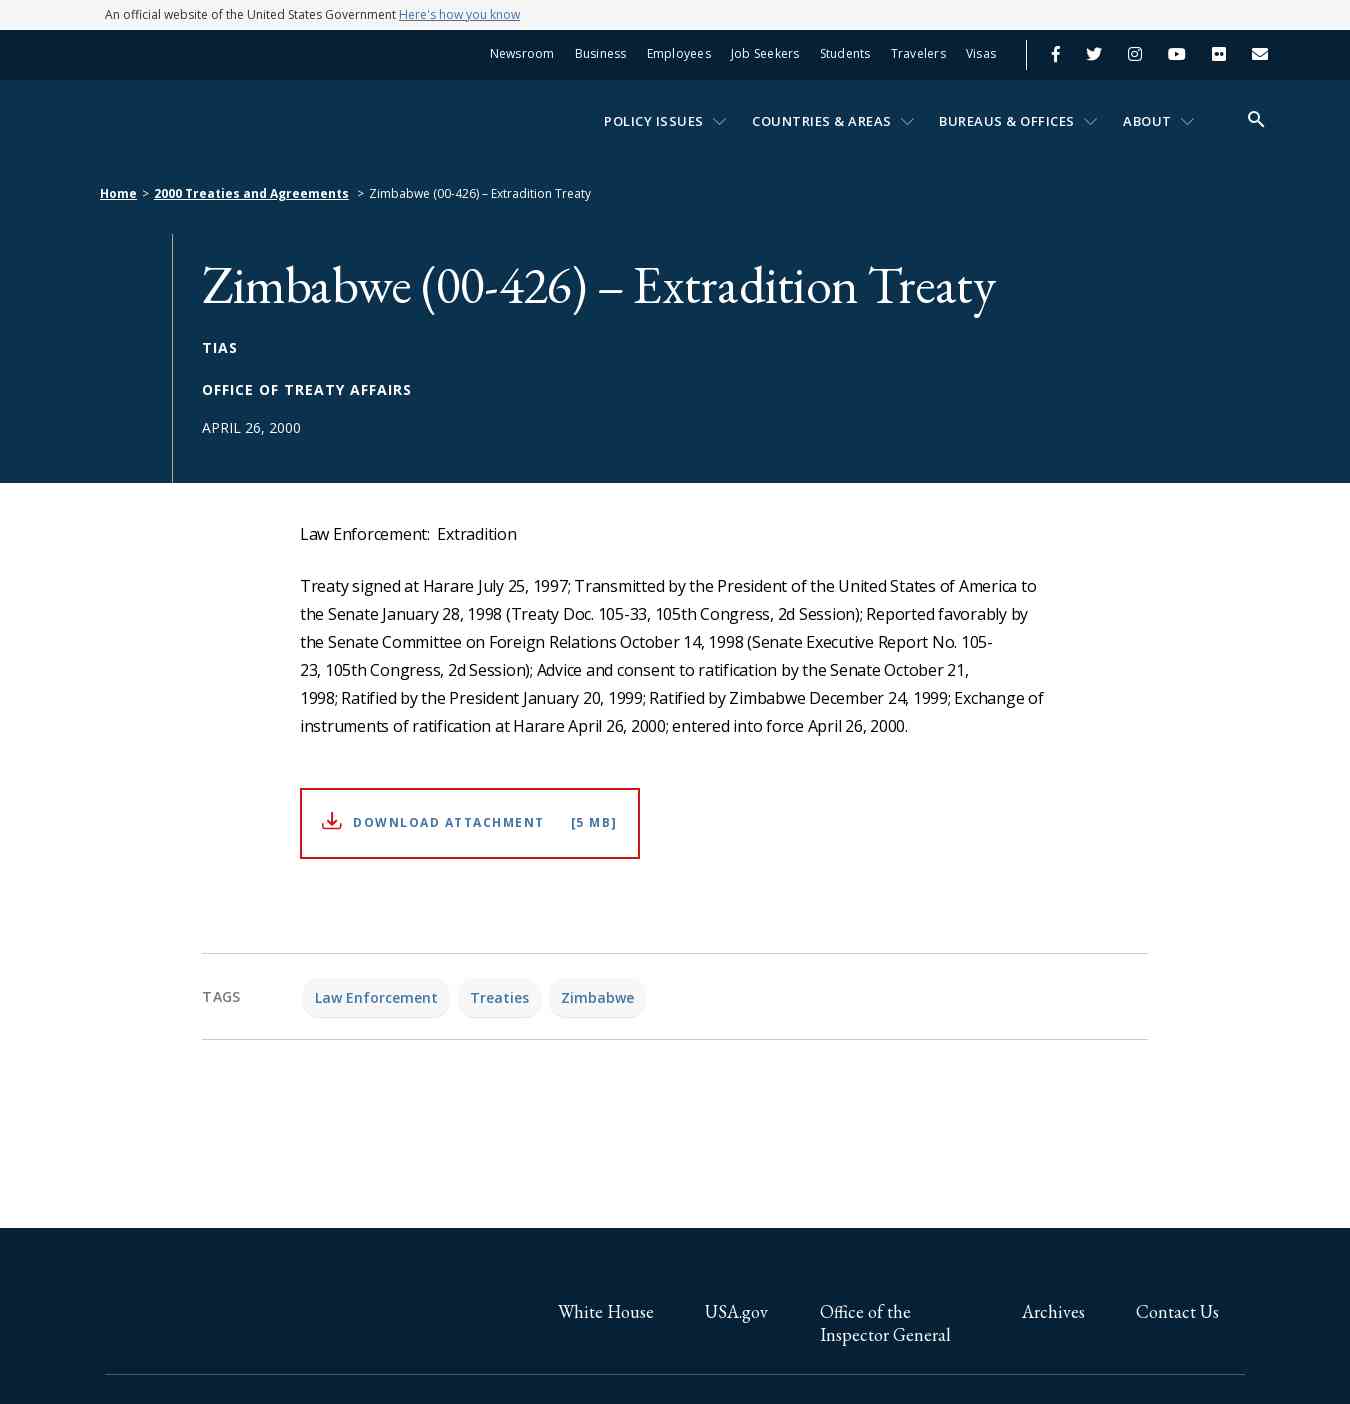 An official website of the United States Government Here's how you know
Newsroom Business Employees Job Seekers Students Travelers Visas
POLICY ISSUES COUNTRIES & AREAS BUREAUS & OFFICES ABOUT
Home > 2000 Treaties and Agreements > Zimbabwe (00-426) – Extradition Treaty
Zimbabwe (00-426) – Extradition Treaty
TIAS
OFFICE OF TREATY AFFAIRS
APRIL 26, 2000
Law Enforcement:  Extradition
Treaty signed at Harare July 25, 1997; Transmitted by the President of the United States of America to
the Senate January 28, 1998 (Treaty Doc. 105-33, 105th Congress, 2d Session); Reported favorably by
the Senate Committee on Foreign Relations October 14, 1998 (Senate Executive Report No. 105-
23, 105th Congress, 2d Session); Advice and consent to ratification by the Senate October 21,
1998; Ratified by the President January 20, 1999; Ratified by Zimbabwe December 24, 1999; Exchange of
instruments of ratification at Harare April 26, 2000; entered into force April 26, 2000.
DOWNLOAD ATTACHMENT [5 MB]
TAGS Law Enforcement Treaties Zimbabwe
White House USA.gov Office of the Archives Contact Us
Inspector General